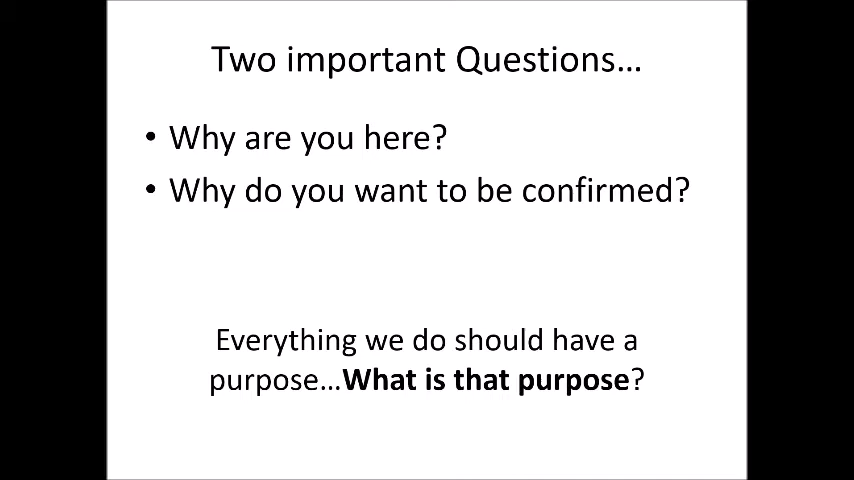 Two important Questions…
• Why are you here?
• Why do you want to be confirmed?
Everything we do should have a
purpose…What is that purpose?